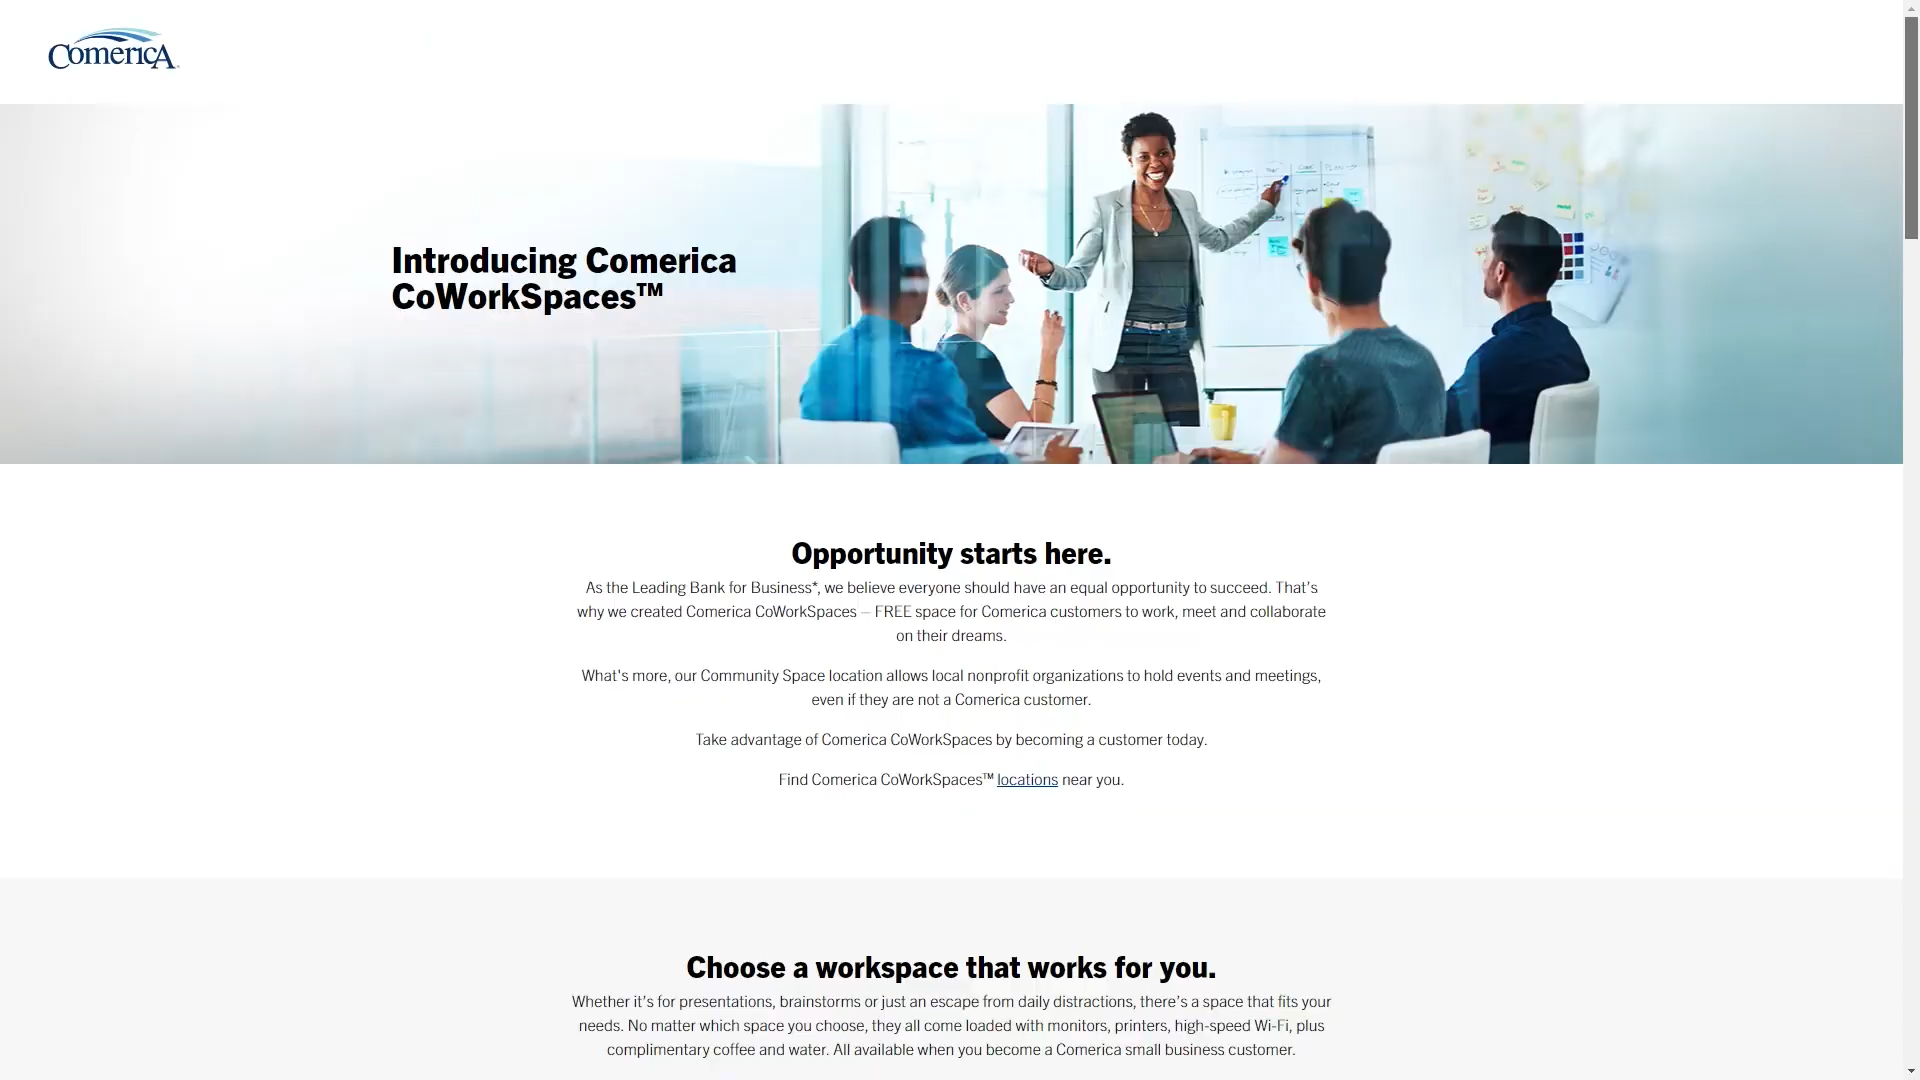 Comerica
Introducing Comerica
CoWorkSpaces™
Opportunity starts here.
As the Leading Bank for Business*, we believe everyone should have an equal opportunity to succeed. That’s
why we created Comerica CoWorkSpaces – FREE space for Comerica customers to work, meet and collaborate
on their dreams.
What's more, our Community Space location allows local nonprofit organizations to hold events and meetings,
even if they are not a Comerica customer.
Take advantage of Comerica CoWorkSpaces by becoming a customer today.
Find Comerica CoWorkSpaces™ locations near you.
Choose a workspace that works for you.
Whether it’s for presentations, brainstorms or just an escape from daily distractions, there’s a space that fits your
needs. No matter which space you choose, they all come loaded with monitors, printers, high-speed Wi-Fi, plus
complimentary coffee and water. All available when you become a Comerica small business customer.